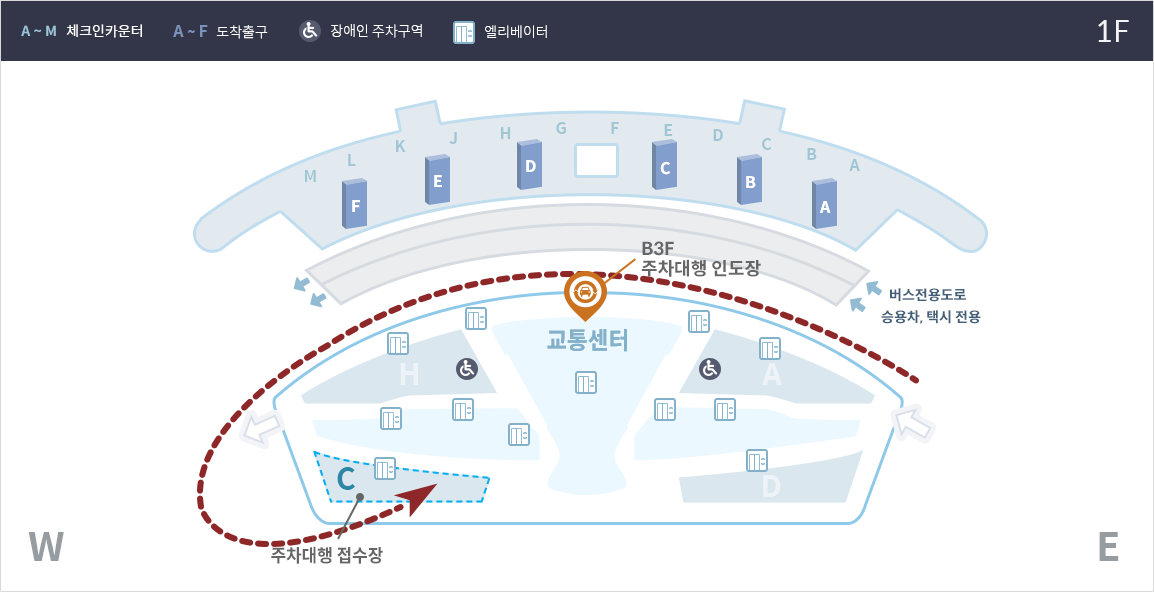 A ~ M 체크인카운터
A ~ F 도착출구
장애인 주차구역
엘리베이터
1F
M
L
K
J
H
G
F
E
D
C
B
A
F
E
D
C
B
A
B3F
주차대행 인도장
버스전용도로
승용차, 택시 전용
교통센터
H
A
C
D
주차대행 접수장
W
E